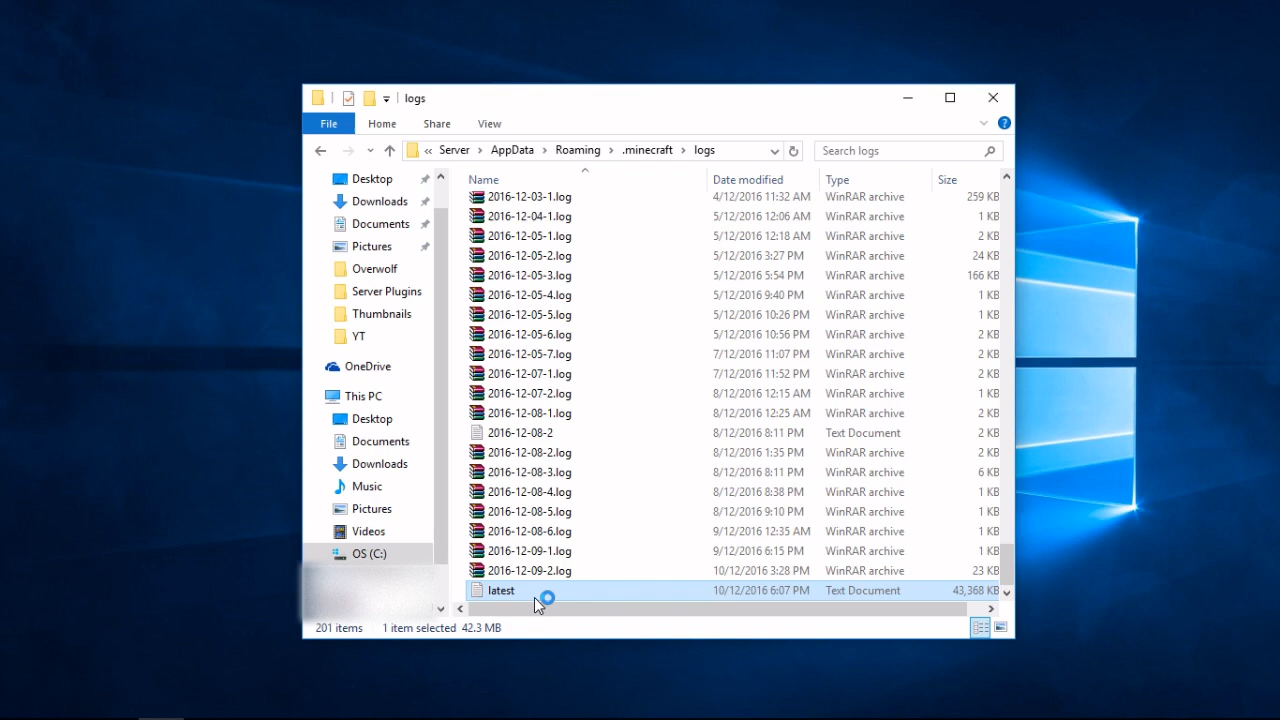 logs
File Home Share View
« Server > AppData > Roaming > .minecraft > logs Search logs
Name Date modified Type Size
2016-12-03-1.log 4/12/2016 11:32 AM WinRAR archive 259 KB
2016-12-04-1.log 5/12/2016 12:06 AM WinRAR archive 1 KB
2016-12-05-1.log 5/12/2016 12:18 AM WinRAR archive 2 KB
2016-12-05-2.log 5/12/2016 3:27 PM WinRAR archive 24 KB
2016-12-05-3.log 5/12/2016 5:54 PM WinRAR archive 166 KB
2016-12-05-4.log 5/12/2016 9:40 PM WinRAR archive 1 KB
2016-12-05-5.log 5/12/2016 10:26 PM WinRAR archive 1 KB
2016-12-05-6.log 5/12/2016 10:56 PM WinRAR archive 2 KB
2016-12-05-7.log 7/12/2016 11:07 PM WinRAR archive 2 KB
2016-12-07-1.log 7/12/2016 11:52 PM WinRAR archive 2 KB
2016-12-07-2.log 8/12/2016 12:15 AM WinRAR archive 1 KB
2016-12-08-1.log 8/12/2016 12:25 AM WinRAR archive 1 KB
2016-12-08-2 8/12/2016 8:11 PM Text Document 2 KB
2016-12-08-2.log 8/12/2016 1:35 PM WinRAR archive 2 KB
2016-12-08-3.log 8/12/2016 8:11 PM WinRAR archive 6 KB
2016-12-08-4.log 8/12/2016 8:38 PM WinRAR archive 1 KB
2016-12-08-5.log 8/12/2016 9:10 PM WinRAR archive 1 KB
2016-12-08-6.log 9/12/2016 12:35 AM WinRAR archive 1 KB
2016-12-09-1.log 9/12/2016 6:15 PM WinRAR archive 1 KB
2016-12-09-2.log 10/12/2016 3:28 PM WinRAR archive 23 KB
latest 10/12/2016 6:07 PM Text Document 43,368 KB
Desktop
Downloads
Documents
Pictures
Overwolf
Server Plugins
Thumbnails
YT
OneDrive
This PC
Desktop
Documents
Downloads
Music
Pictures
Videos
OS (C:)
201 items 1 item selected 42.3 MB